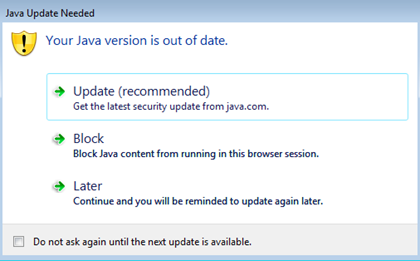 Java Update Needed
Your Java version is out of date.
Update (recommended)
Get the latest security update from java.com.
Block
Block Java content from running in this browser session.
Later
Continue and you will be reminded to update again later.
Do not ask again until the next update is available.